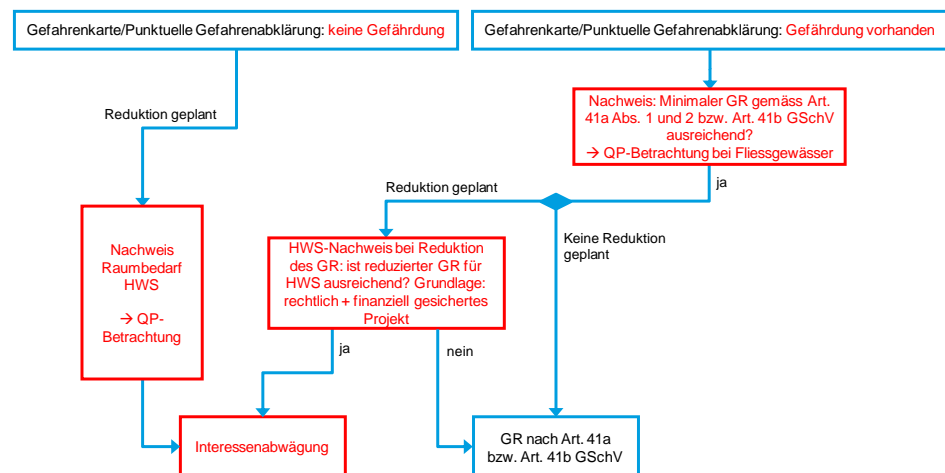 Gefahrenkarte/Punktuelle Gefahrenabklärung: keine Gefährdung
Gefahrenkarte/Punktuelle Gefahrenabklärung: Gefährdung vorhanden
Reduktion geplant
Nachweis: Minimaler GR gemäss Art.
41a Abs. 1 und 2 bzw. Art. 41b GSchV
ausreichend?
→ QP-Betrachtung bei Fliessgewässer
ja
Reduktion geplant
Keine Reduktion
geplant
Nachweis
Raumbedarf
HWS
→ QP-
Betrachtung
HWS-Nachweis bei Reduktion
des GR: ist reduzierter GR für
HWS ausreichend? Grundlage:
rechtlich + finanziell gesichertes
Projekt
ja
nein
Interessenabwägung
GR nach Art. 41a
bzw. Art. 41b GSchV